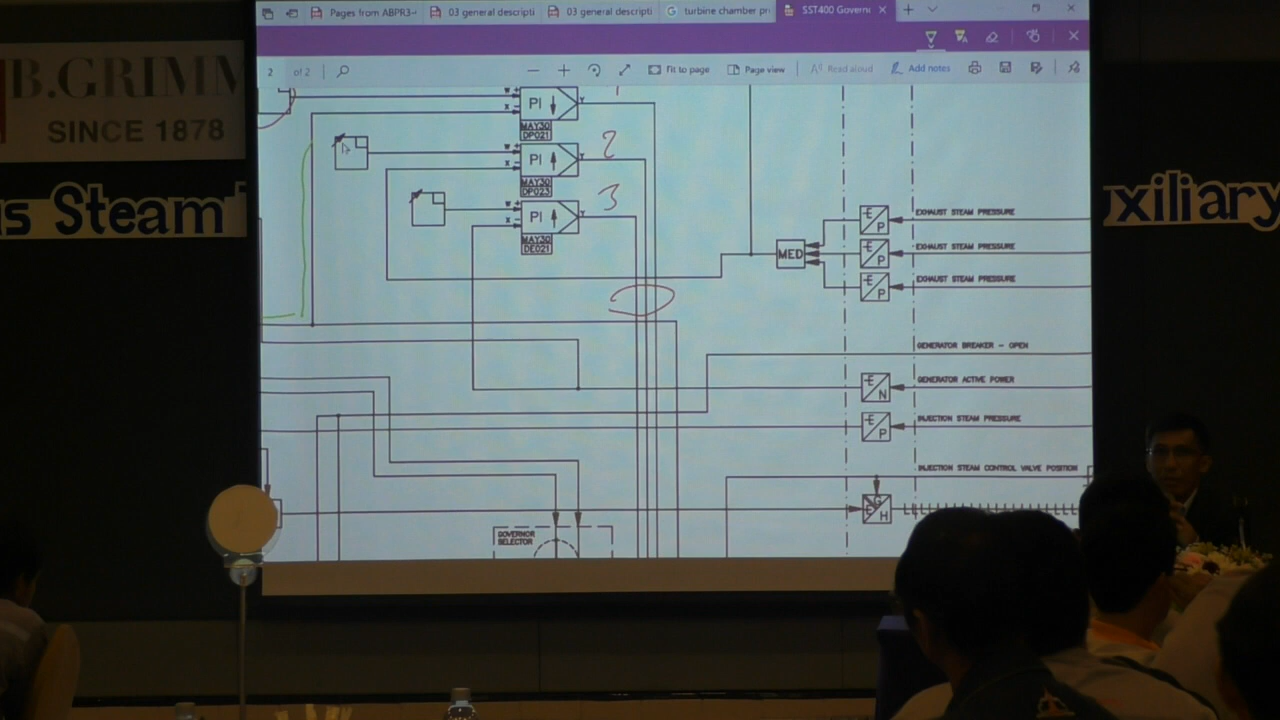 Pages from ABPR3-
03 general descripti
03 general descripti
turbine chamber pr
SST400 Govern
2 of 2
Fit to page
Page view
Read aloud
Add notes
B.GRIMM
SINCE 1878
us Steam
uxiliary
PI
MAY30
DP021
PI
MAY30
DP023
PI
MAY30
DE021
2
3
MED
E
P
E
P
E
P
EXHAUST STEAM PRESSURE
EXHAUST STEAM PRESSURE
EXHAUST STEAM PRESSURE
GENERATOR BREAKER - OPEN
E
N
GENERATOR ACTIVE POWER
E
P
INJECTION STEAM PRESSURE
INJECTION STEAM CONTROL VALVE POSITION
E
G
H
GOVERNOR
SELECTOR